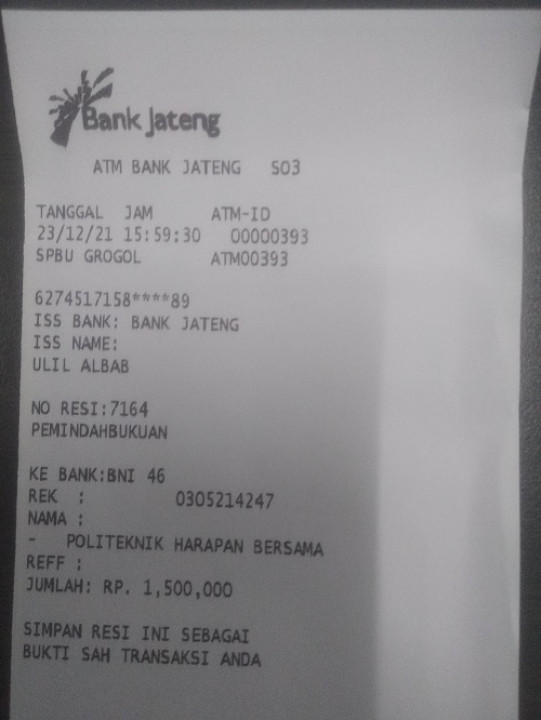 Bank Jateng
ATM BANK JATENG S03
TANGGAL JAM ATM-ID
23/12/21 15:59:30 00000393
SPBU GROGOL ATM00393
6274517158****89
ISS BANK: BANK JATENG
ISS NAME:
ULIL ALBAB
NO RESI:7164
PEMINDAHBUKUAN
KE BANK:BNI 46
REK : 0305214247
NAMA :
- POLITEKNIK HARAPAN BERSAMA
REFF :
JUMLAH: RP. 1,500,000
SIMPAN RESI INI SEBAGAI
BUKTI SAH TRANSAKSI ANDA